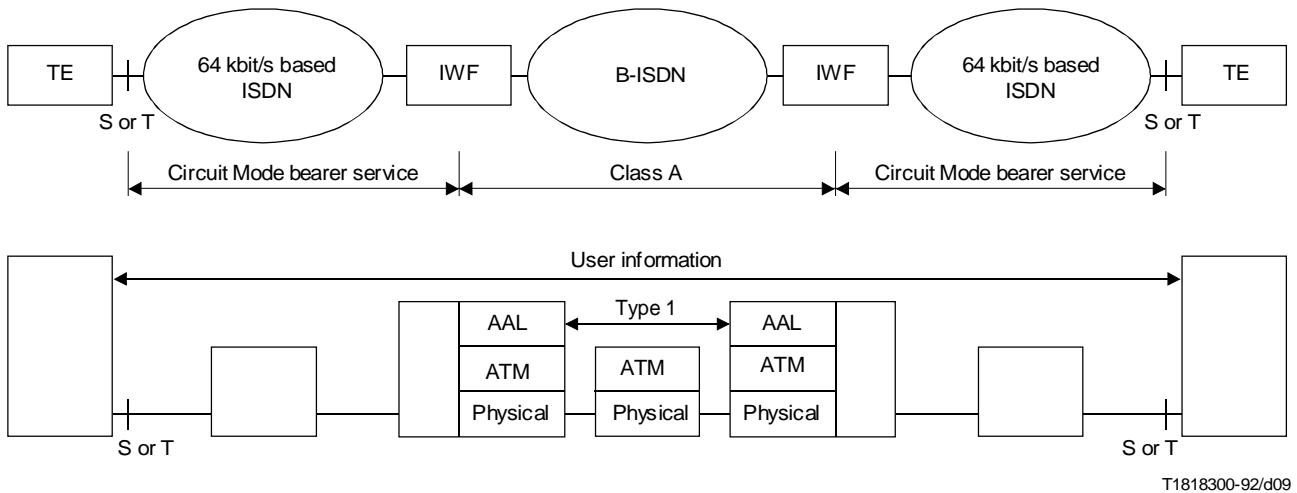 TE
64 kbit/s based
ISDN
IWF
B-ISDN
IWF
64 kbit/s based
ISDN
TE
S or T
S or T
Circuit Mode bearer service
Class A
Circuit Mode bearer service
User information
Type 1
AAL
AAL
ATM
ATM
ATM
Physical
Physical
Physical
S or T
S or T
T1818300-92/d09